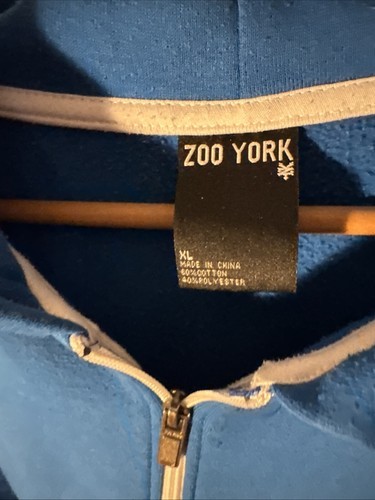 ZOO YORK
XL
MADE IN CHINA
60%COTTON
40%POLYESTER